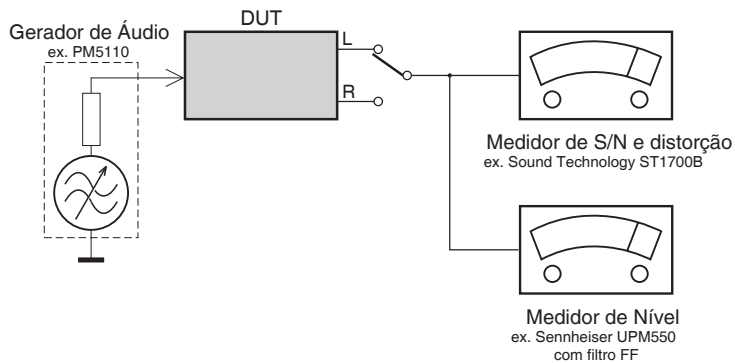 DUT
Gerador de Áudio
ex. PM5110
L
R
Medidor de S/N e distorção
ex. Sound Technology ST1700B
Medidor de Nível
ex. Sennheiser UPM550
com filtro FF